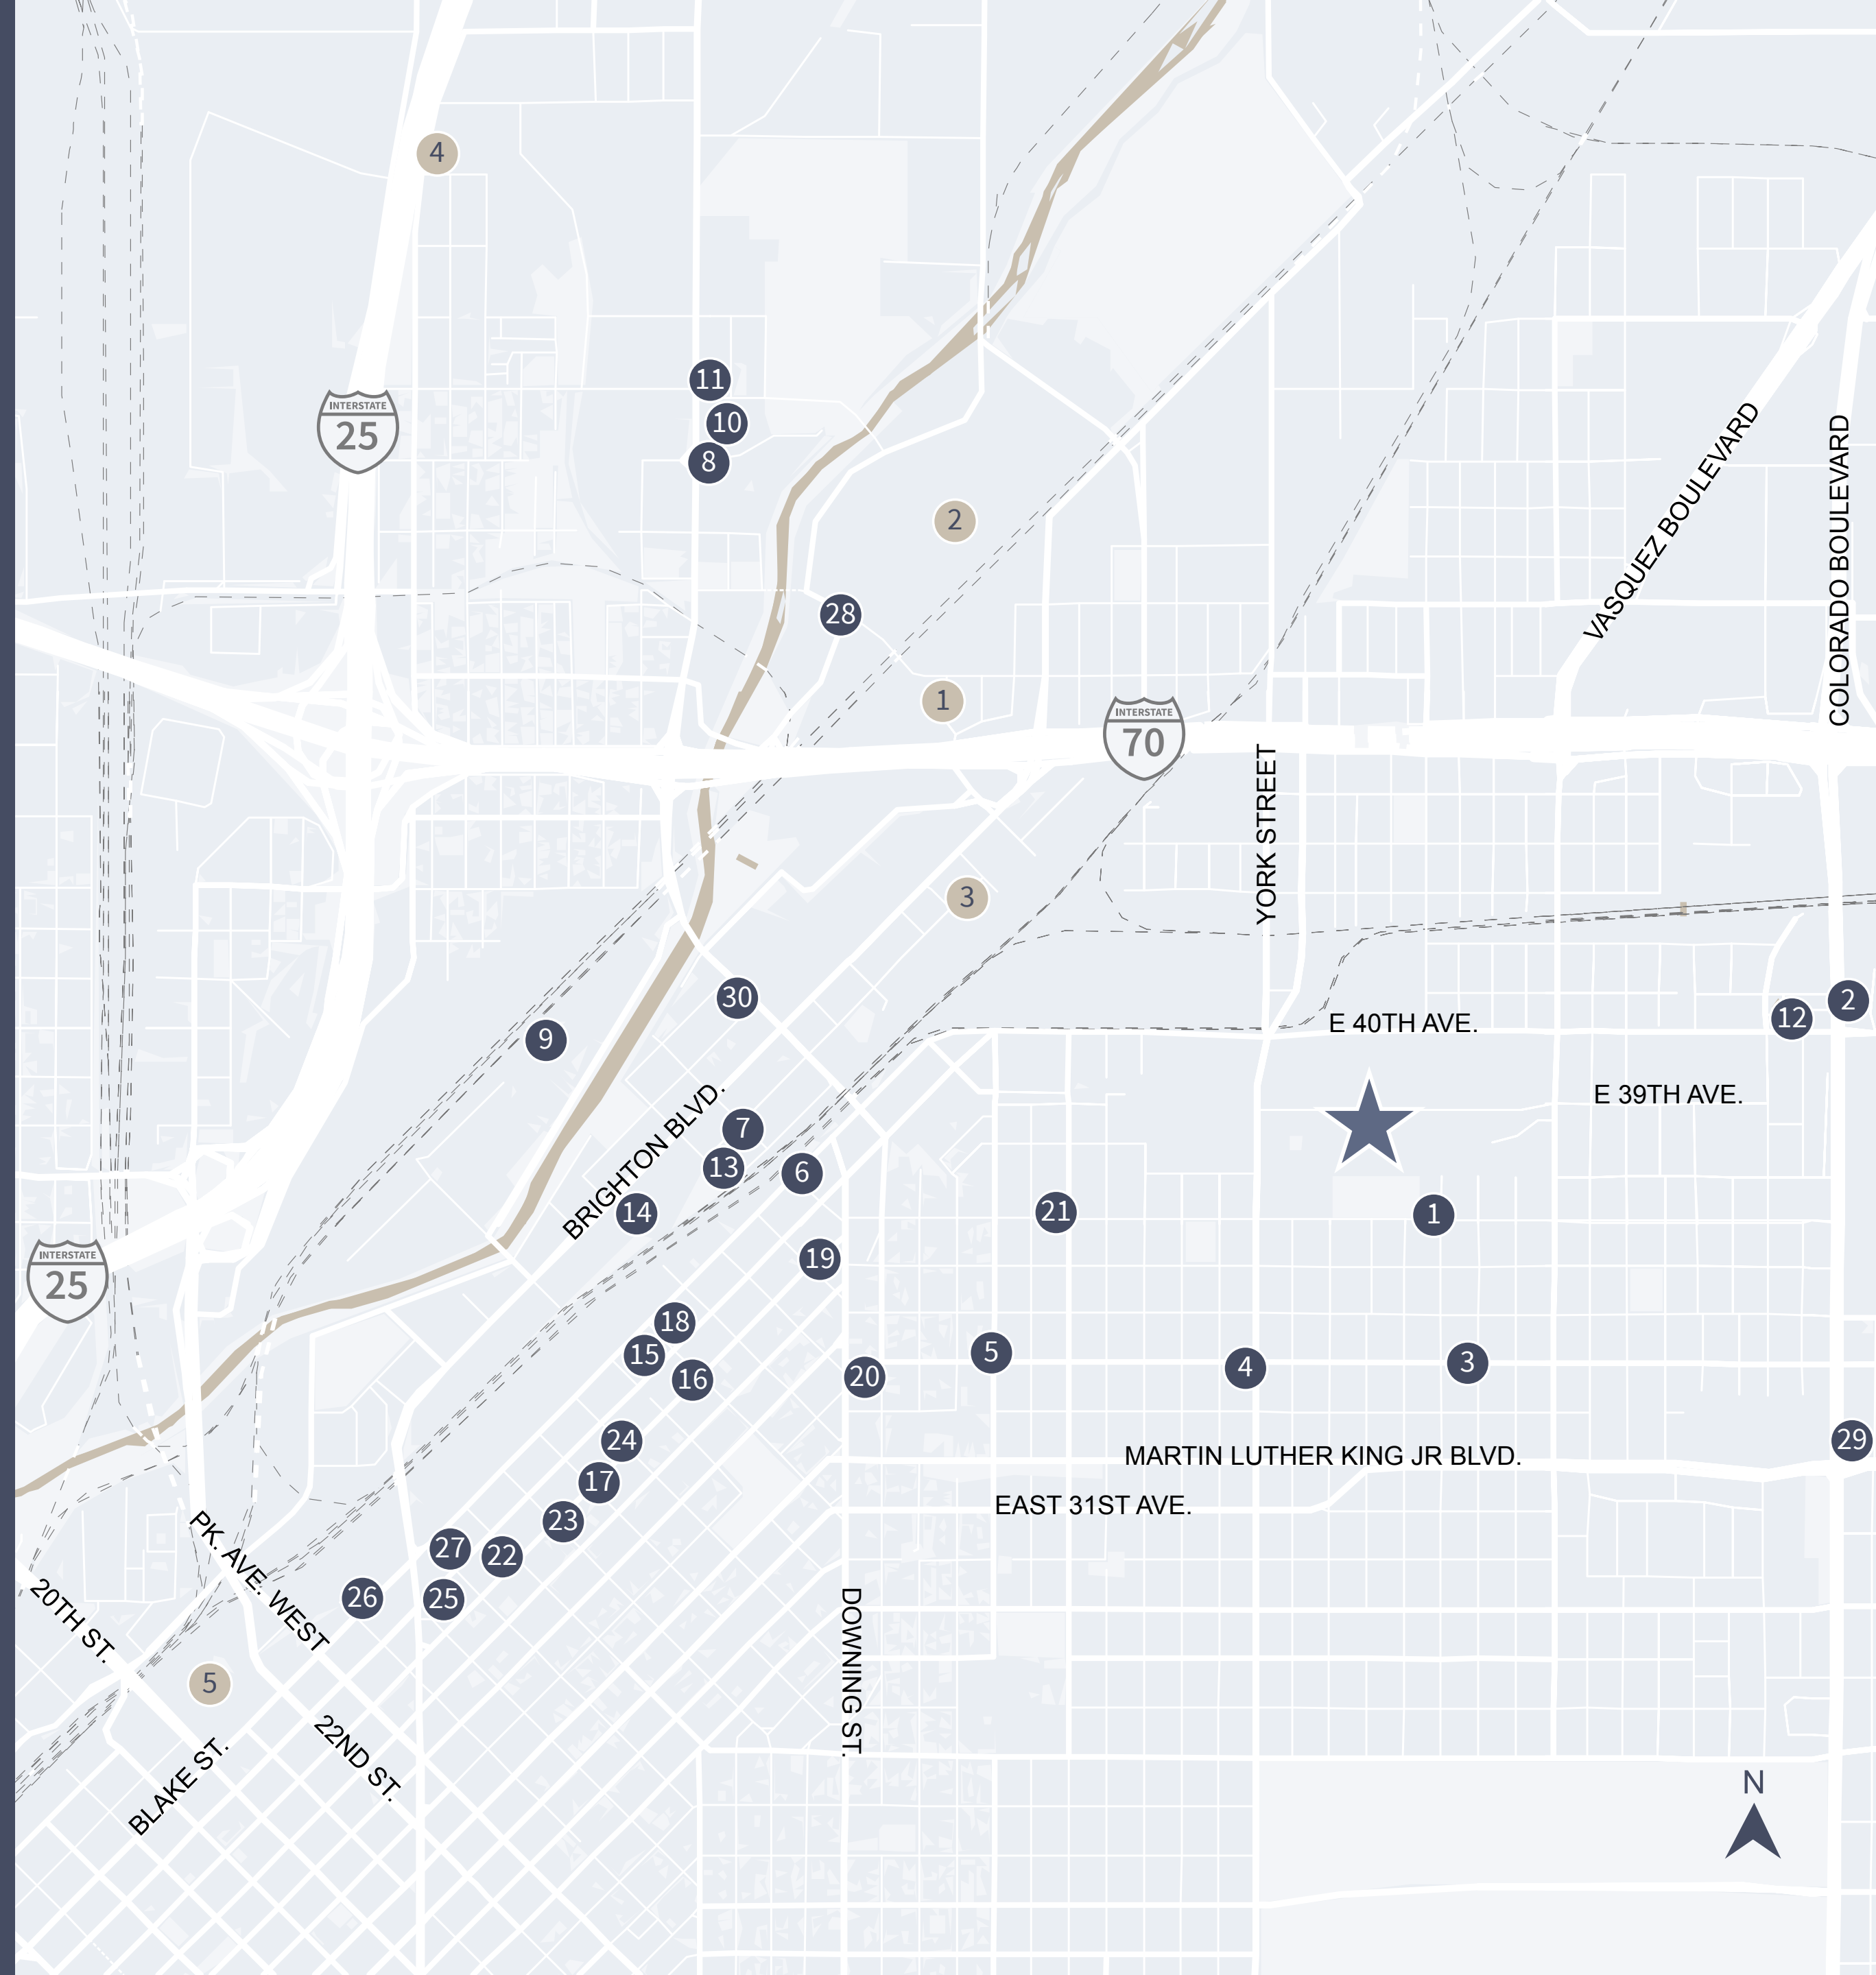 4
11
INTERSTATE
25
10
8
2
VASQUEZ BOULEVARD
COLORADO BOULEVARD
28
1
INTERSTATE
70
YORK STREET
3
30
2
12
E 40TH AVE.
9
E 39TH AVE.
BRIGHTON BLVD.
7
13
6
14
21
1
19
INTERSTATE
25
18
15
16
5
20
4
3
24
29
MARTIN LUTHER KING JR BLVD.
17
EAST 31ST AVE.
23
27
22
PK. AVE. WEST
26
25
20TH ST.
DOWNING ST.
5
22ND ST.
BLAKE ST.
N